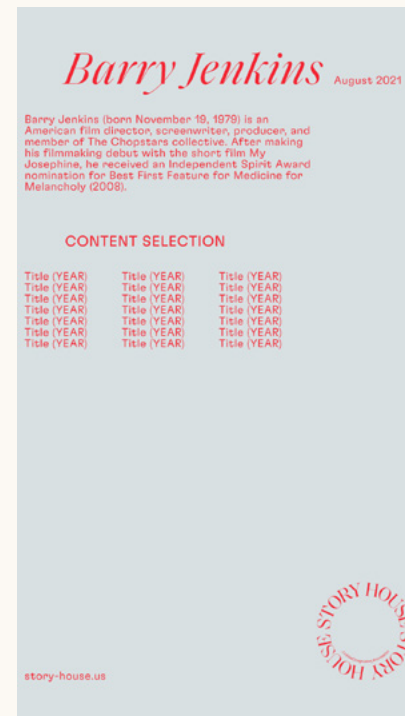 Barry Jenkins August 2021
Barry Jenkins (born November 19, 1979) is an
American film director, screenwriter, producer, and
member of The Chopstars collective. After making
his filmmaking debut with the short film My
Josephine, he received an Independent Spirit Award
nomination for Best First Feature for Medicine for
Melancholy (2008).
CONTENT SELECTION
Title (YEAR) Title (YEAR) Title (YEAR)
Title (YEAR) Title (YEAR) Title (YEAR)
Title (YEAR) Title (YEAR) Title (YEAR)
Title (YEAR) Title (YEAR) Title (YEAR)
Title (YEAR) Title (YEAR) Title (YEAR)
Title (YEAR) Title (YEAR) Title (YEAR)
Title (YEAR) Title (YEAR) Title (YEAR)
STORY HOUSE STORY HOUSE
story-house.us